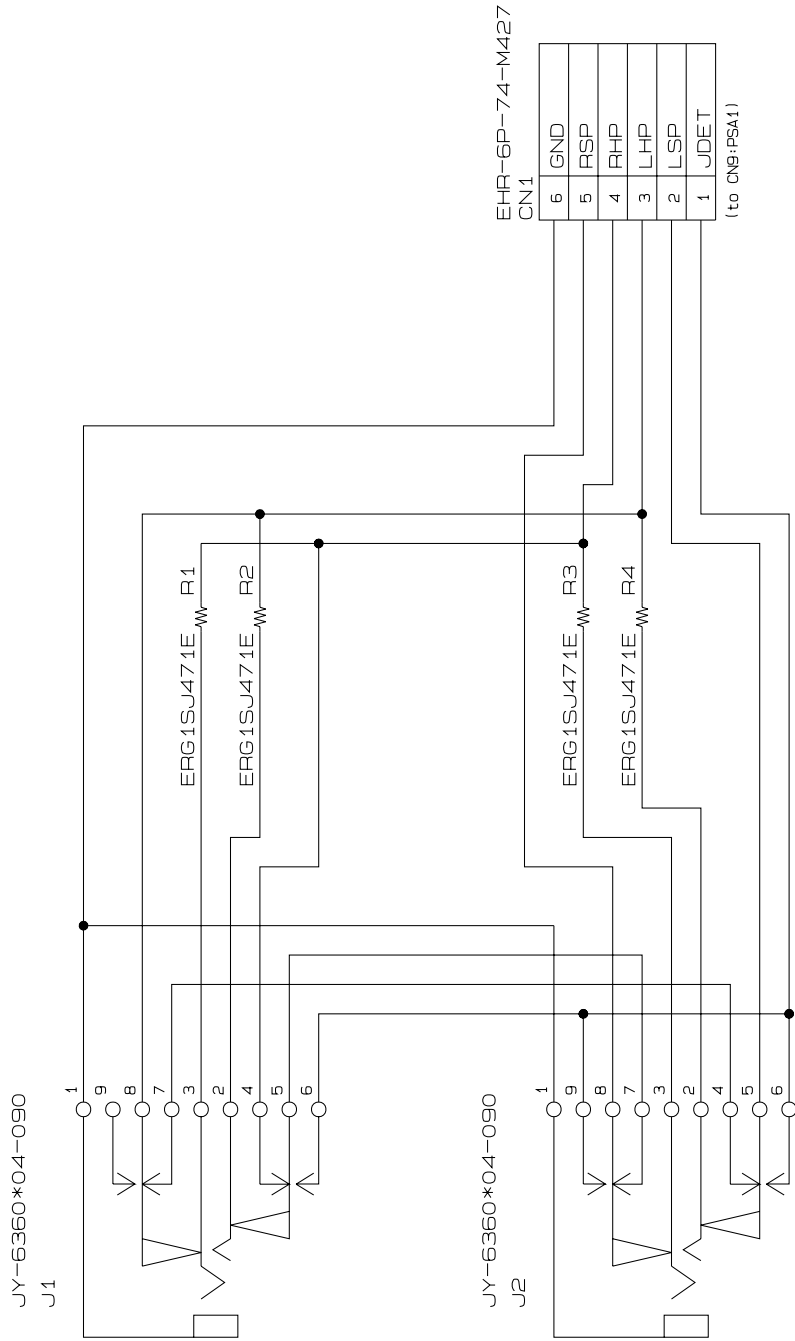 EHR-6P-74-M427
CN1
6 GND
5 RSP
4 RHP
3 LHP
2 LSP
1 JDET
(to CN9:PSA1)
ERG1SJ471E R1
ERG1SJ471E R2
ERG1SJ471E R3
ERG1SJ471E R4
JY-6360*04-090
J1
1
9
8
7
3
2
4
5
6
JY-6360*04-090
J2
1
9
8
7
3
2
4
5
6